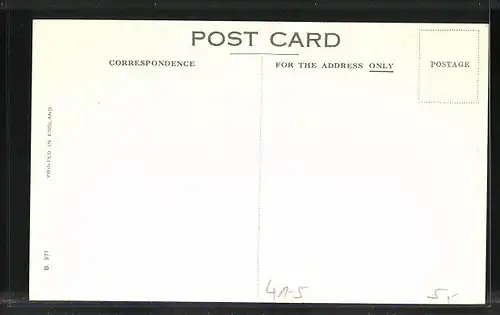 POST CARD
CORRESPONDENCE
FOR THE ADDRESS ONLY
POSTAGE
PRINTED IN ENGLAND
B 971
41-5
5,-